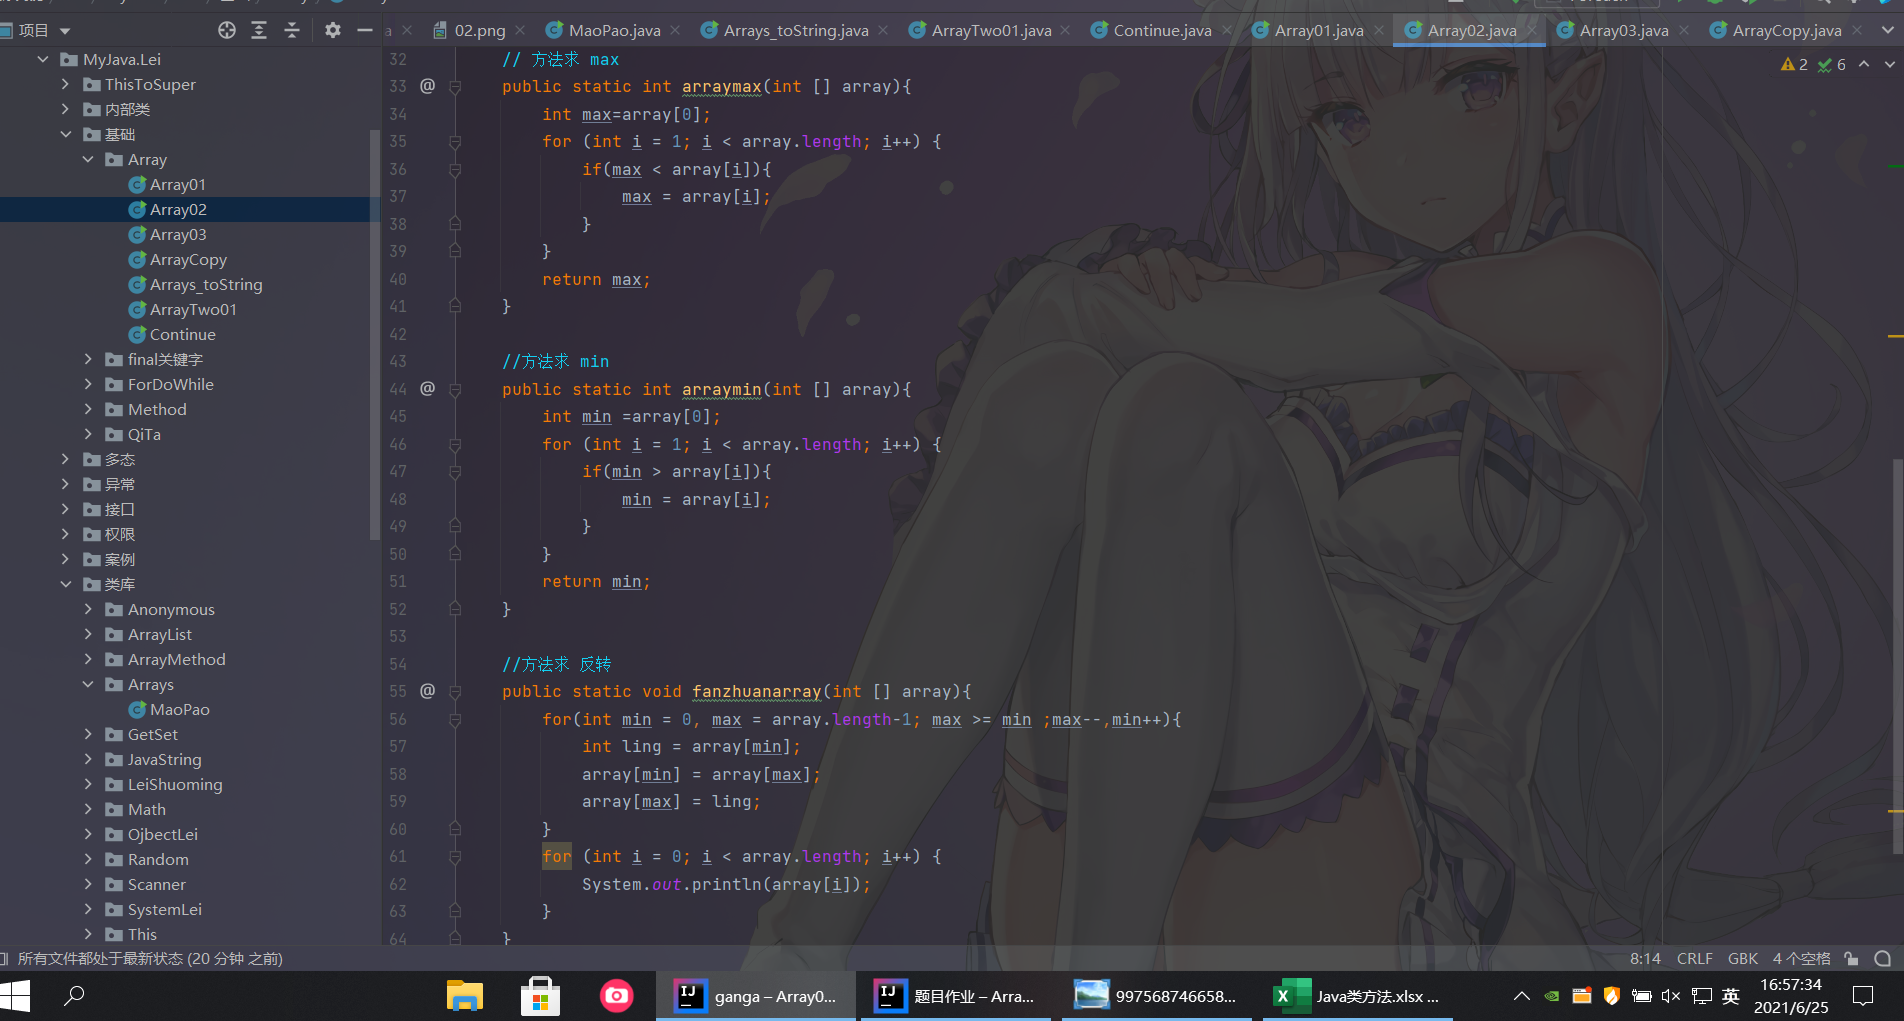 项目
02.png
MaoPao.java
Arrays_toString.java
ArrayTwo01.java
Continue.java
Array01.java
Array02.java
Array03.java
ArrayCopy.java
MyJava.Lei
ThisToSuper
内部类
基础
Array
Array01
Array02
Array03
ArrayCopy
Arrays_toString
ArrayTwo01
Continue
final关键字
ForDoWhile
Method
QiTa
多态
异常
接口
权限
案例
类库
Anonymous
ArrayList
ArrayMethod
Arrays
MaoPao
GetSet
JavaString
LeiShuoming
Math
OjbectLei
Random
Scanner
SystemLei
This
2 6
32 // 方法求 max
33 @ public static int arraymax(int [] array){
34 int max=array[0];
35 for (int i = 1; i < array.length; i++) {
36 if(max < array[i]){
37 max = array[i];
38 }
39 }
40 return max;
41 }
42
43 //方法求 min
44 @ public static int arraymin(int [] array){
45 int min =array[0];
46 for (int i = 1; i < array.length; i++) {
47 if(min > array[i]){
48 min = array[i];
49 }
50 }
51 return min;
52 }
53
54 //方法求 反转
55 @ public static void fanzhuanarray(int [] array){
56 for(int min = 0, max = array.length-1; max >= min ;max--,min++){
57 int ling = array[min];
58 array[min] = array[max];
59 array[max] = ling;
60 }
61 for (int i = 0; i < array.length; i++) {
62 System.out.println(array[i]);
63 }
64 }
所有文件都处于最新状态 (20 分钟 之前)
8:14 CRLF GBK 4 个空格
ganga – Array0...
题目作业 – Arra...
997568746658...
Java类方法.xlsx ...
英
16:57:34
2021/6/25